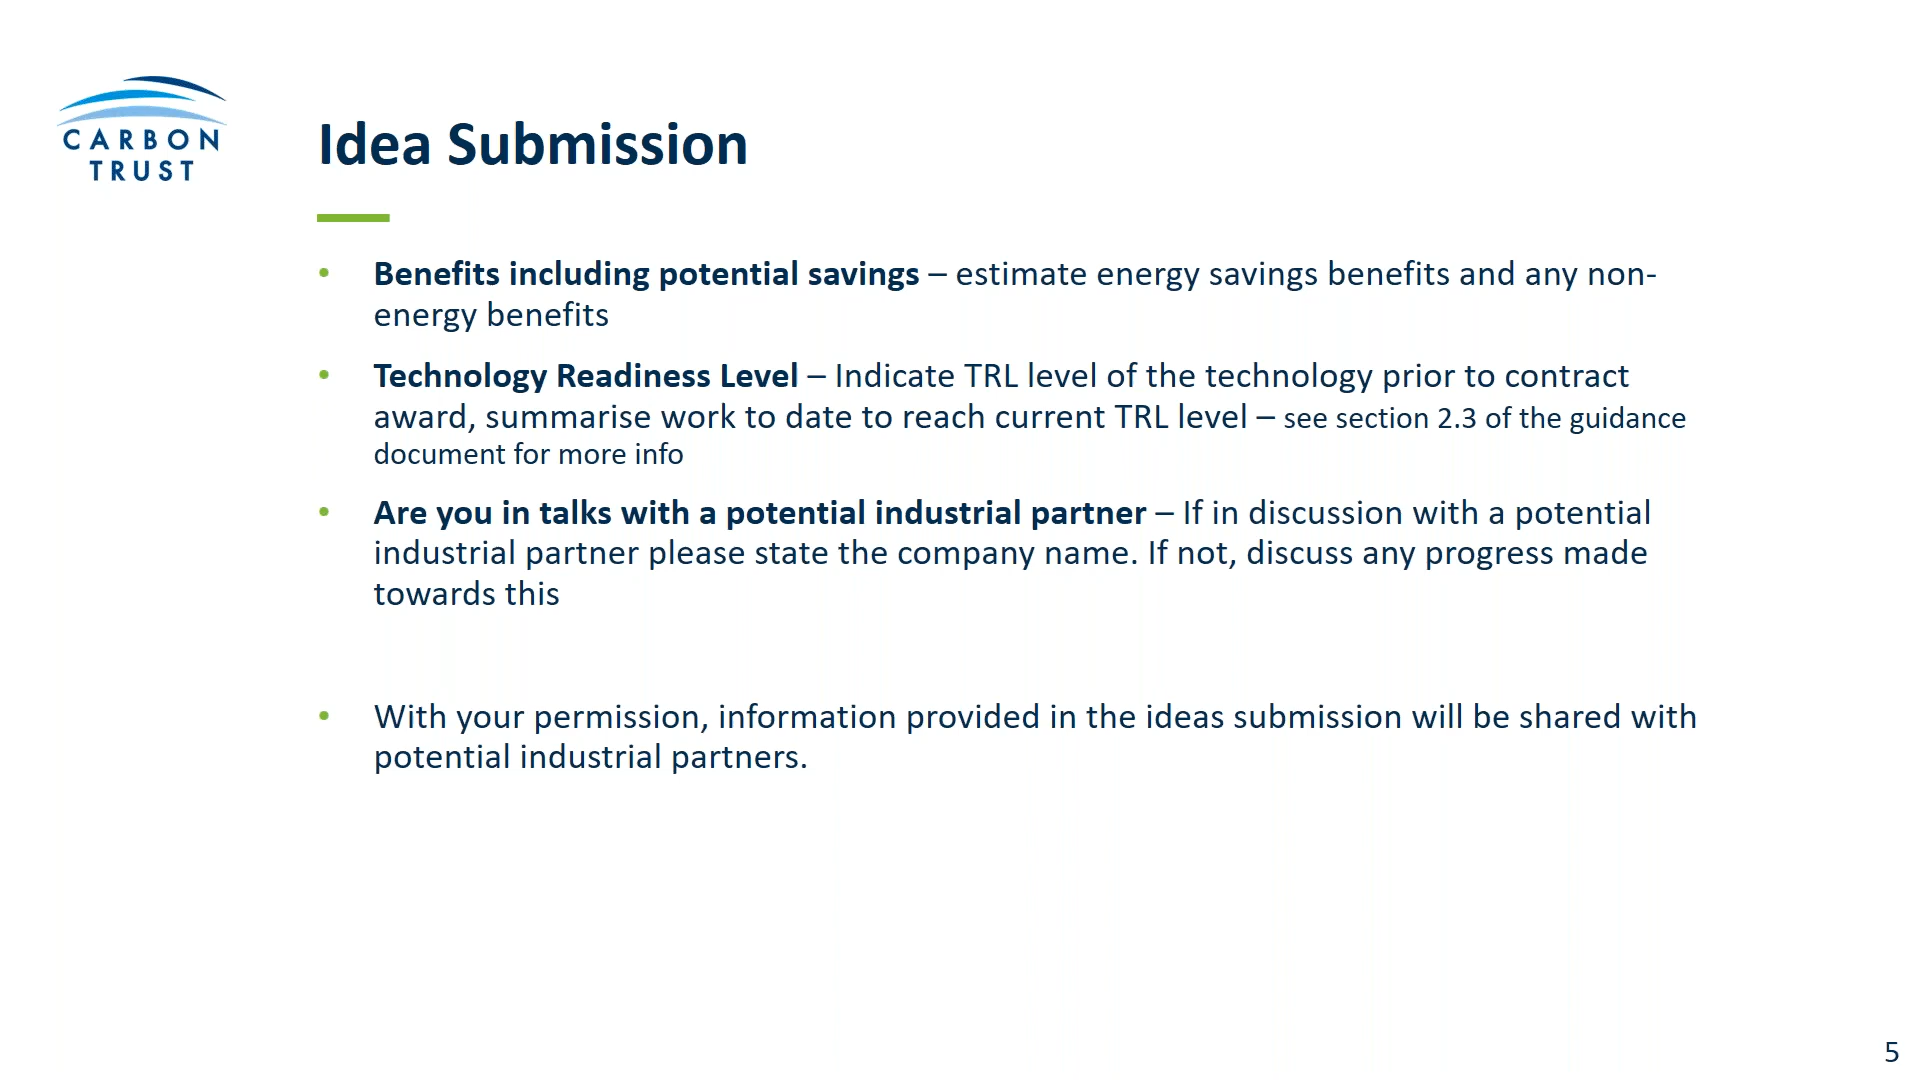 CARBON
TRUST
Idea Submission
• Benefits including potential savings – estimate energy savings benefits and any non-
energy benefits
• Technology Readiness Level – Indicate TRL level of the technology prior to contract
award, summarise work to date to reach current TRL level – see section 2.3 of the guidance
document for more info
• Are you in talks with a potential industrial partner – If in discussion with a potential
industrial partner please state the company name. If not, discuss any progress made
towards this
• With your permission, information provided in the ideas submission will be shared with
potential industrial partners.
5